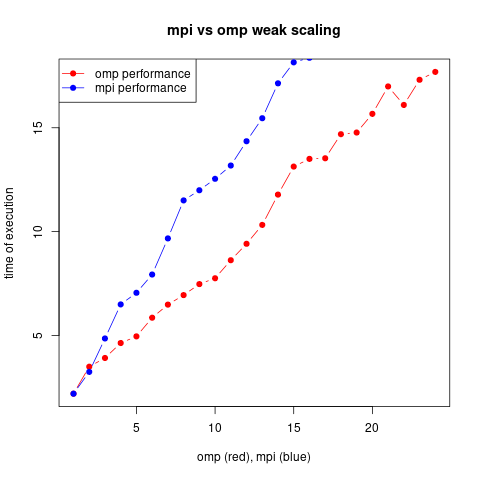 mpi vs omp weak scaling
omp performance
mpi performance
time of execution
15
10
5
5 10 15 20
omp (red), mpi (blue)